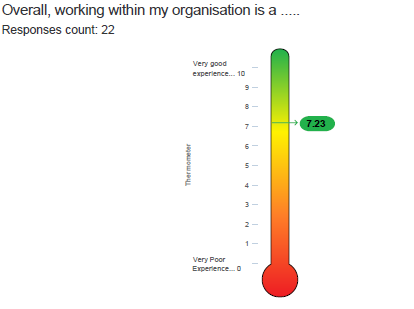 Overall, working within my organisation is a .....
Responses count: 22
Very good
experience... 10
9
8
7
7.23
6
5
Thermometer
4
3
2
1
Very Poor
Experience... 0